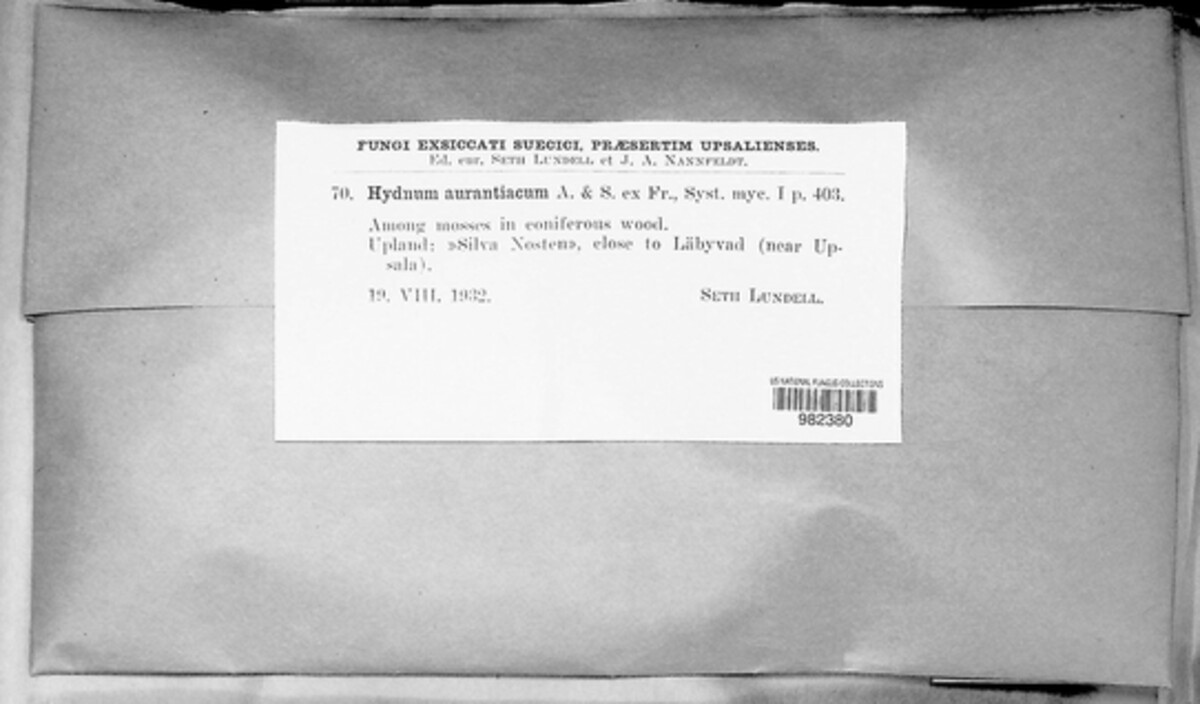 FUNGI EXSICCATI SUECICI, PRÆSERTIM UPSALIENSES.
Ed. cur. SETH LUNDELL et J. A. NANNFELDT.
70. Hydnum aurantiacum A. & S. ex Fr., Syst. myc. I p. 403.
Among mosses in coniferous wood.
Upland: »Silva Nosten», close to Läbyvad (near Up-
sala).
19. VIII. 1932. SETH LUNDELL.
US NATIONAL FUNGUS COLLECTIONS
982380